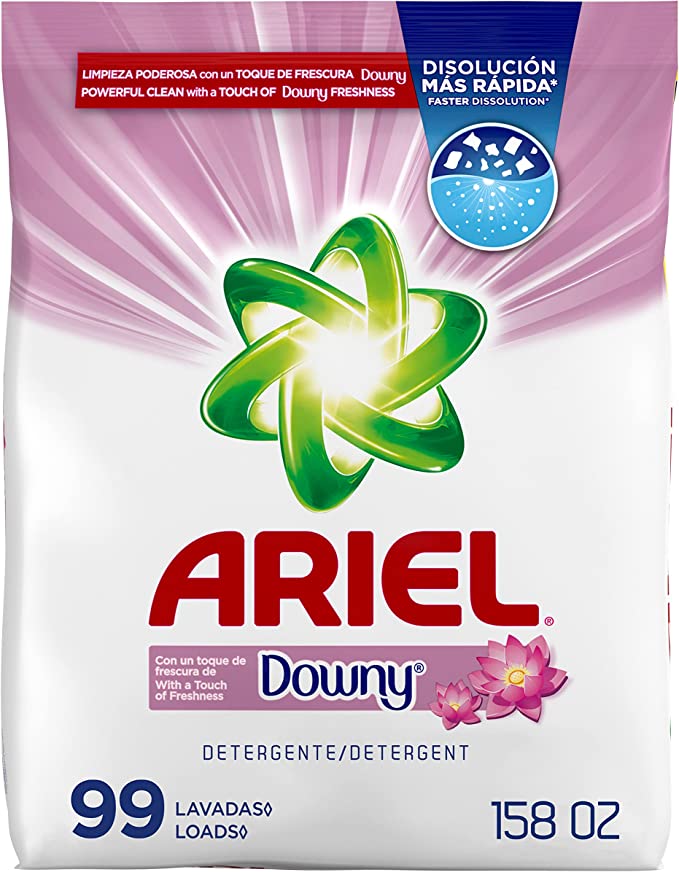 LIMPIEZA PODEROSA con un TOQUE DE FRESCURA Downy
POWERFUL CLEAN with a TOUCH OF Downy FRESHNESS
DISOLUCIÓN
MÁS RÁPIDA*
FASTER DISSOLUTION*
ARIEL®
Con un toque de
frescura de
With a Touch
of Freshness
Downy®
DETERGENTE/DETERGENT
99 LAVADAS◊
LOADS◊
158 OZ